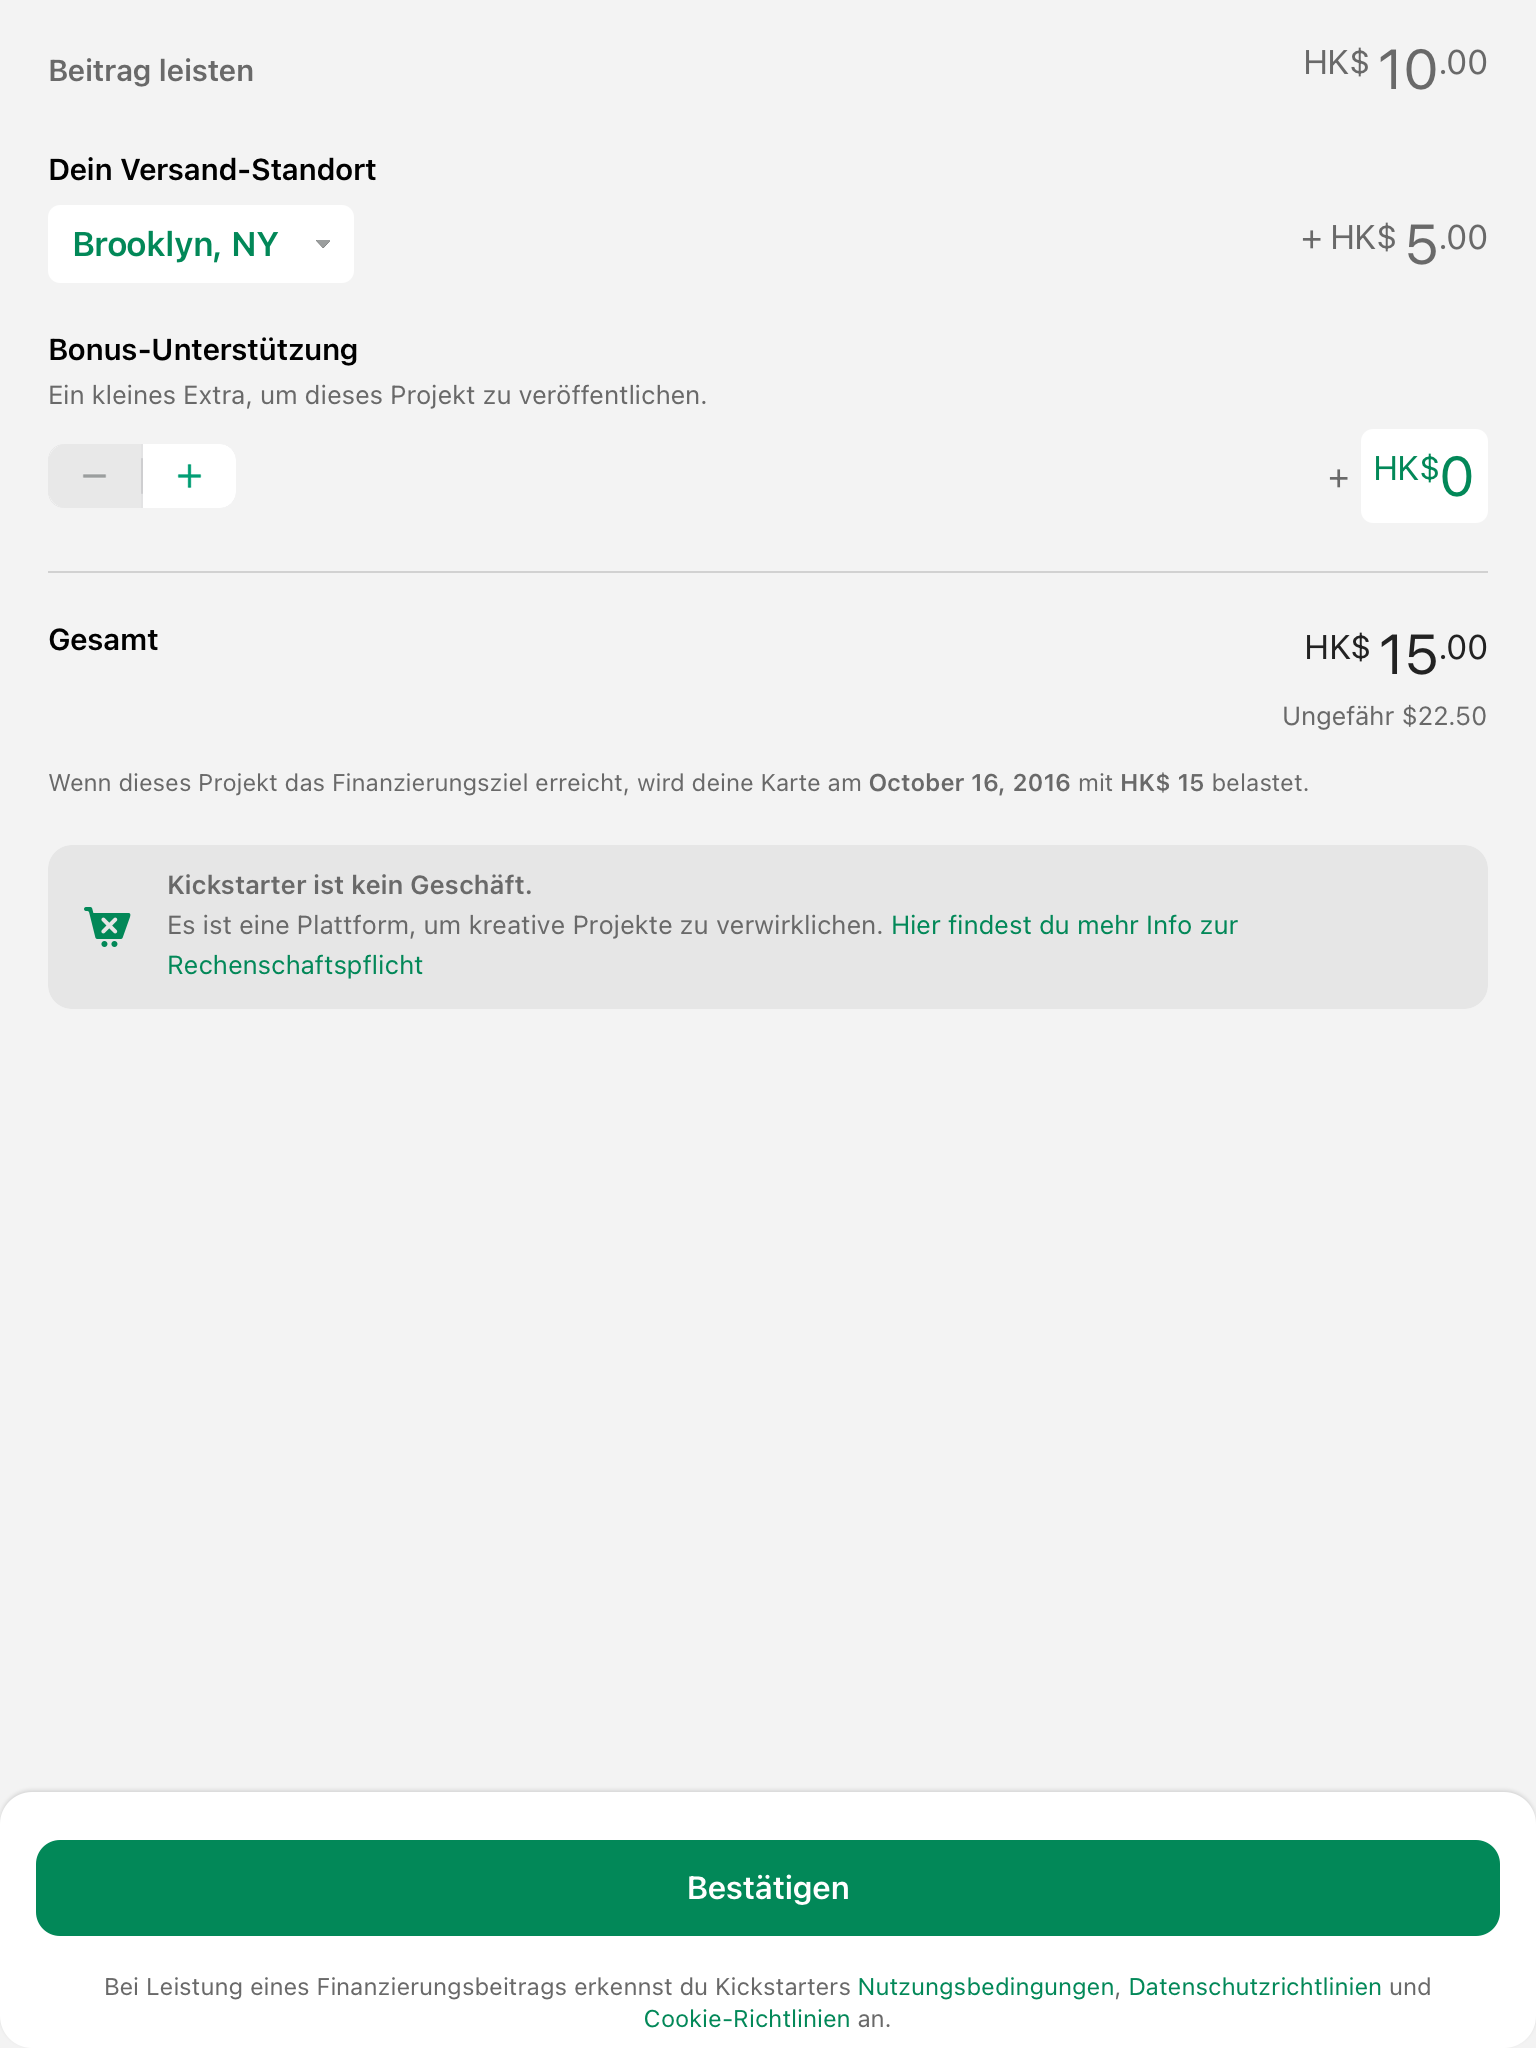 Beitrag leisten HK$ 10.00
Dein Versand-Standort
Brooklyn, NY + HK$ 5.00
Bonus-Unterstützung
Ein kleines Extra, um dieses Projekt zu veröffentlichen.
− + + HK$0
Gesamt HK$ 15.00
Ungefähr $22.50
Wenn dieses Projekt das Finanzierungsziel erreicht, wird deine Karte am October 16, 2016 mit HK$ 15 belastet.
Kickstarter ist kein Geschäft.
Es ist eine Plattform, um kreative Projekte zu verwirklichen. Hier findest du mehr Info zur
Rechenschaftspflicht
Bestätigen
Bei Leistung eines Finanzierungsbeitrags erkennst du Kickstarters Nutzungsbedingungen, Datenschutzrichtlinien und
Cookie-Richtlinien an.